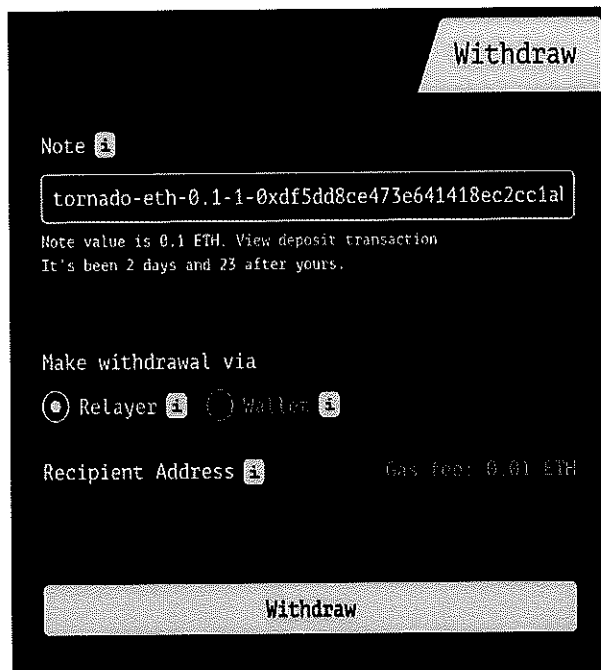 Withdraw
Note i
tornado-eth-0.1-1-0xdf5dd8ce473e641418ec2cc1al
Note value is 0.1 ETH. View deposit transaction
It's been 2 days and 23 after yours.
Make withdrawal via
Relayer i Wallet i
Recipient Address i Gas fee: 0.01 ETH
Withdraw